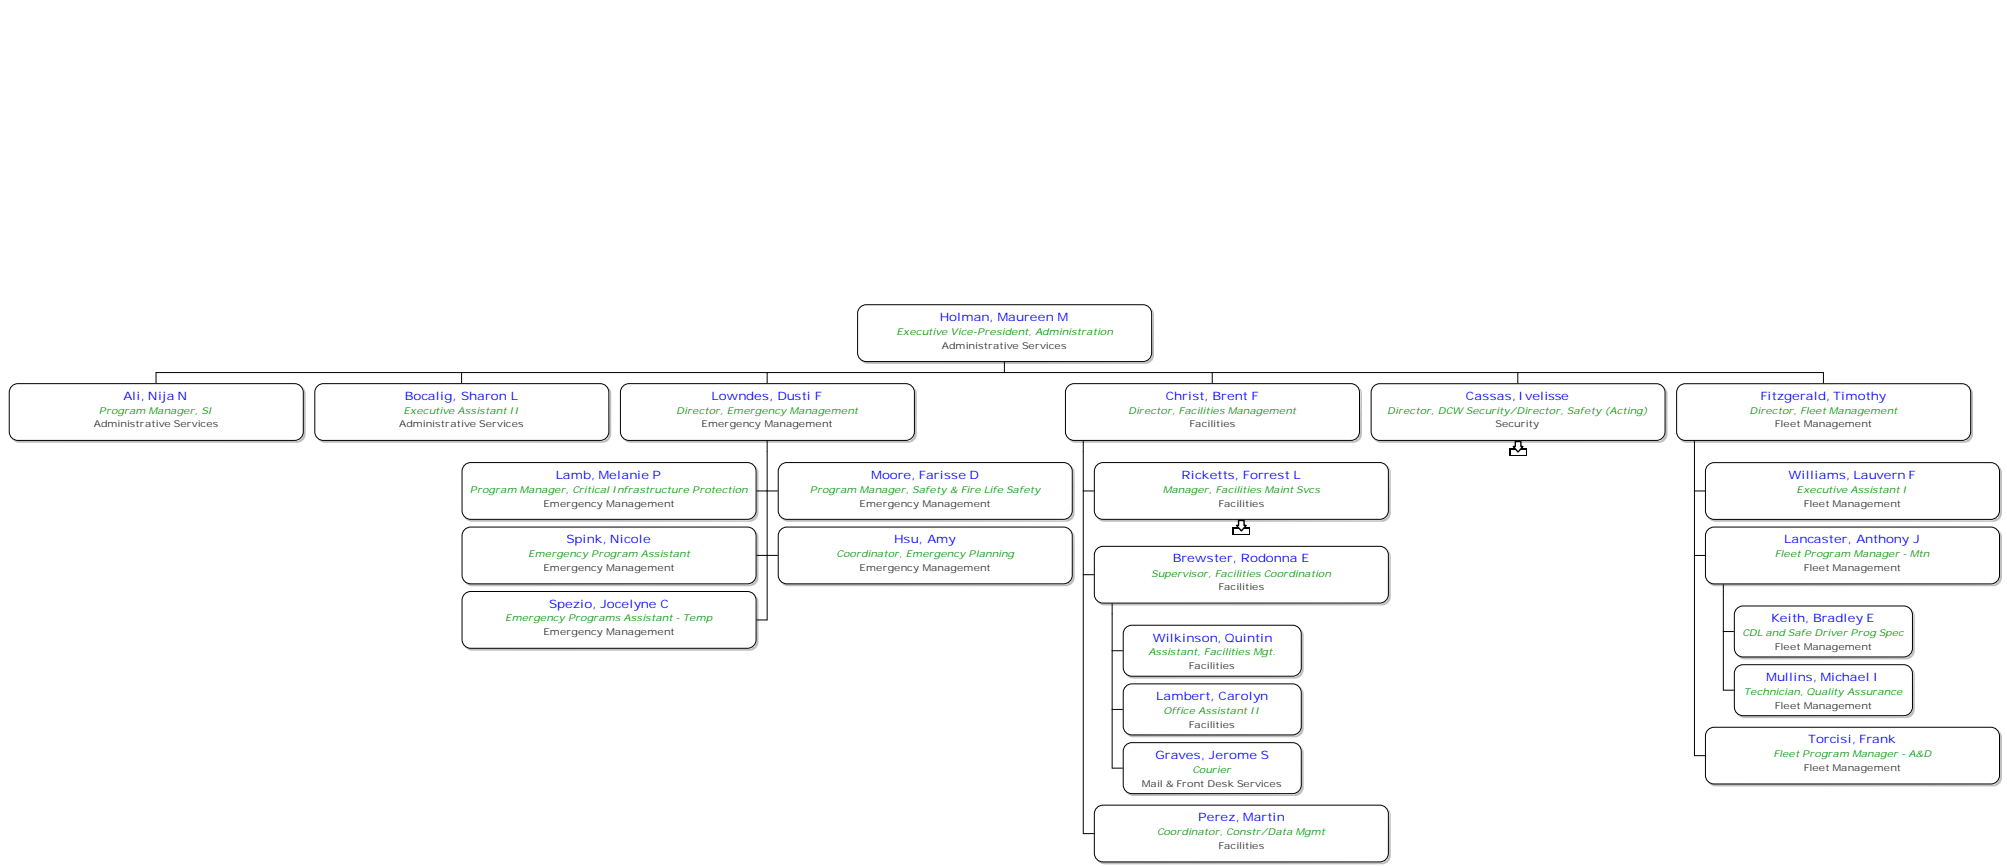 Holman, Maureen M
Executive Vice-President, Administration
Administrative Services
Ali, Nija N
Program Manager, SI
Administrative Services
Bocalig, Sharon L
Executive Assistant II
Administrative Services
Lowndes, Dusti F
Director, Emergency Management
Emergency Management
Christ, Brent F
Director, Facilities Management
Facilities
Cassas, Ivelisse
Director, DCW Security/Director, Safety (Acting)
Security
Fitzgerald, Timothy
Director, Fleet Management
Fleet Management
Lamb, Melanie P
Program Manager, Critical Infrastructure Protection
Emergency Management
Moore, Farisse D
Program Manager, Safety & Fire Life Safety
Emergency Management
Spink, Nicole
Emergency Program Assistant
Emergency Management
Hsu, Amy
Coordinator, Emergency Planning
Emergency Management
Spezio, Jocelyne C
Emergency Programs Assistant - Temp
Emergency Management
Ricketts, Forrest L
Manager, Facilities Maint Svcs
Facilities
Brewster, Rodonna E
Supervisor, Facilities Coordination
Facilities
Wilkinson, Quintin
Assistant, Facilities Mgt.
Facilities
Lambert, Carolyn
Office Assistant II
Facilities
Graves, Jerome S
Courier
Mail & Front Desk Services
Perez, Martin
Coordinator, Constr/Data Mgmt
Facilities
Williams, Lauvern F
Executive Assistant I
Fleet Management
Lancaster, Anthony J
Fleet Program Manager - Mtn
Fleet Management
Keith, Bradley E
CDL and Safe Driver Prog Spec
Fleet Management
Mullins, Michael I
Technician, Quality Assurance
Fleet Management
Torcisi, Frank
Fleet Program Manager - A&D
Fleet Management